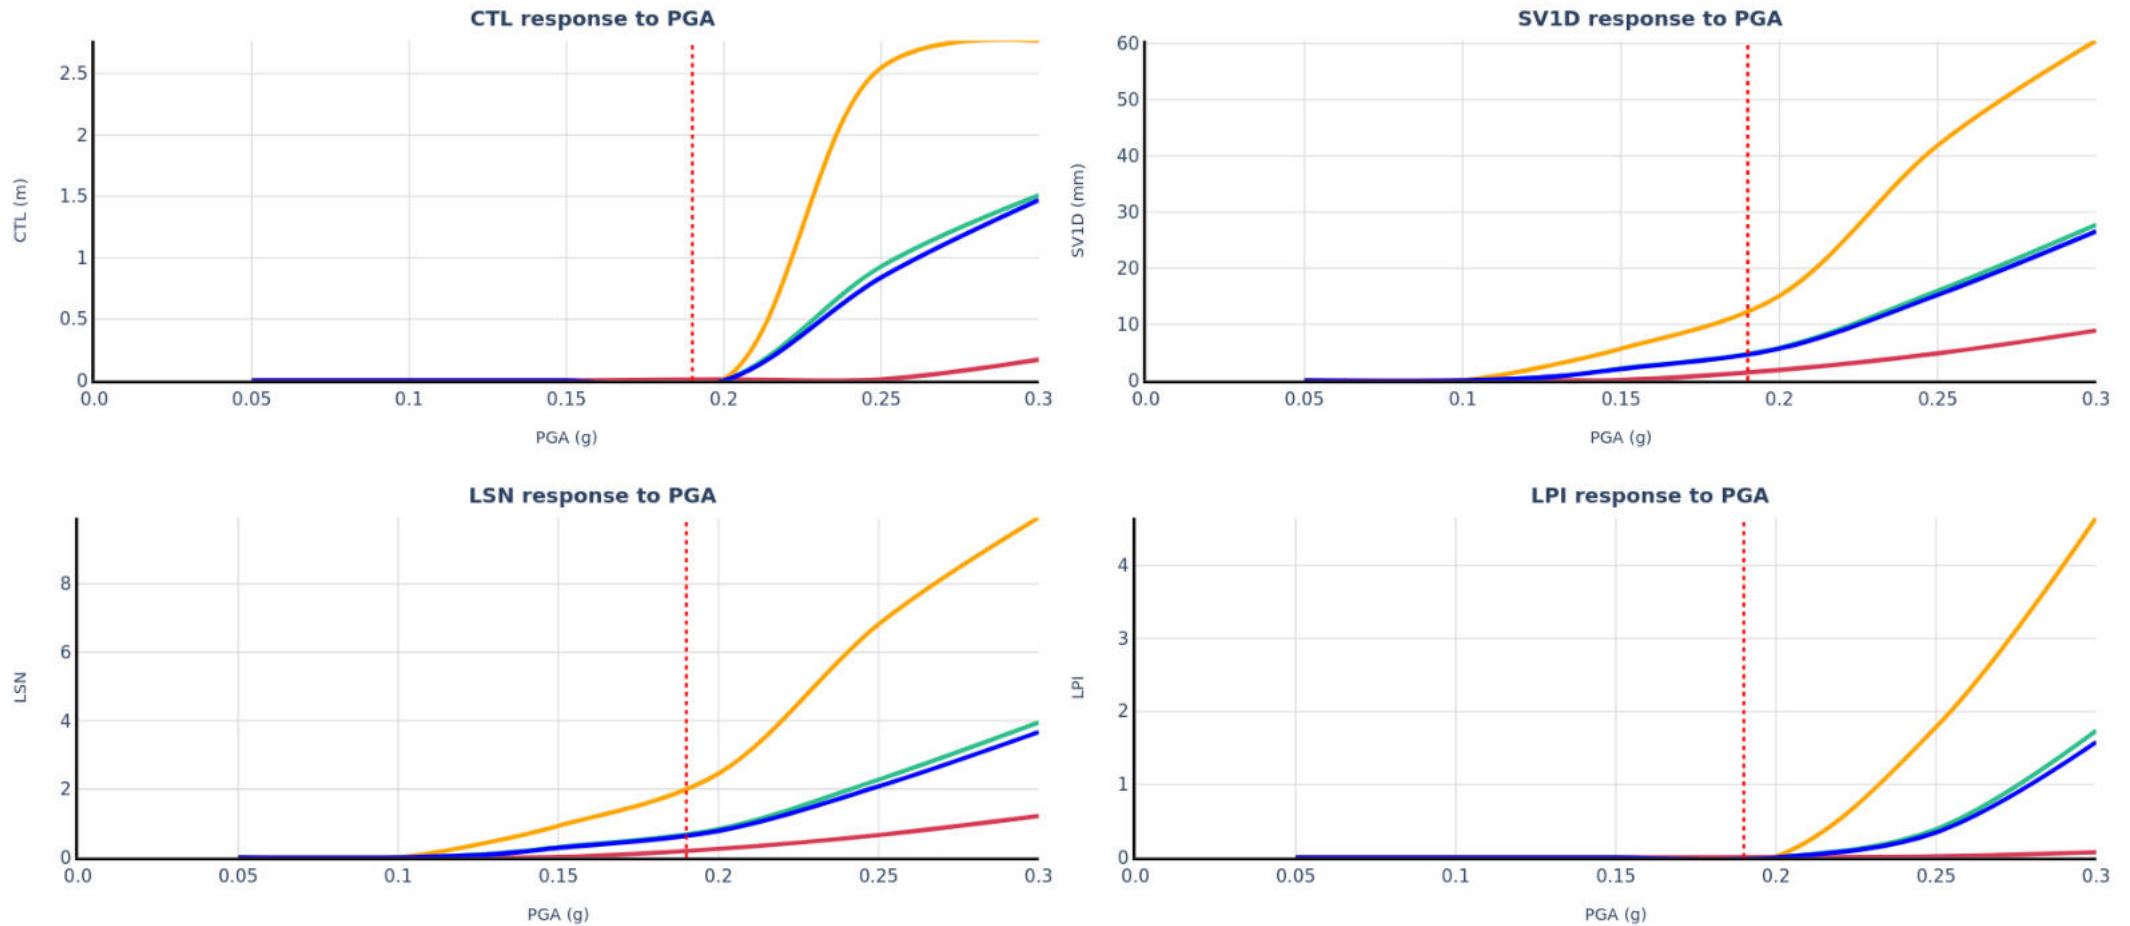 CTL response to PGA
CTL (m)
2.5
2
1.5
1
0.5
0
0.0 0.05 0.1 0.15 0.2 0.25 0.3
PGA (g)
SV1D response to PGA
SV1D (mm)
60
50
40
30
20
10
0
0.0 0.05 0.1 0.15 0.2 0.25 0.3
PGA (g)
LSN response to PGA
LSN
8
6
4
2
0
0.0 0.05 0.1 0.15 0.2 0.25 0.3
PGA (g)
LPI response to PGA
LPI
4
3
2
1
0
0.0 0.05 0.1 0.15 0.2 0.25 0.3
PGA (g)